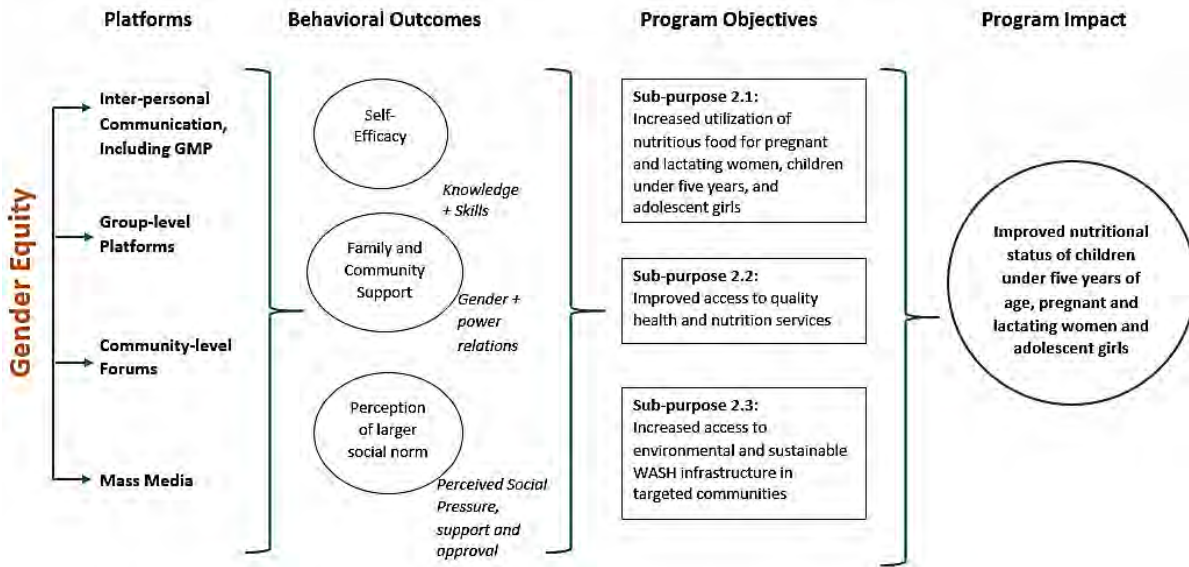 Platforms
Behavioral Outcomes
Program Objectives
Program Impact
Gender Equity
Inter-personal
Communication,
Including GMP
Group-level
Platforms
Community-level
Forums
Mass Media
Self-
Efficacy
Knowledge
+ Skills
Family and
Community
Support
Gender +
power
relations
Perception
of larger
social norm
Perceived Social
Pressure,
support and
approval
Sub-purpose 2.1:
Increased utilization of
nutritious food for pregnant
and lactating women, children
under five years, and
adolescent girls
Sub-purpose 2.2:
Improved access to quality
health and nutrition services
Sub-purpose 2.3:
Increased access to
environmental and sustainable
WASH infrastructure in
targeted communities
Improved nutritional
status of children
under five years of
age, pregnant and
lactating women and
adolescent girls